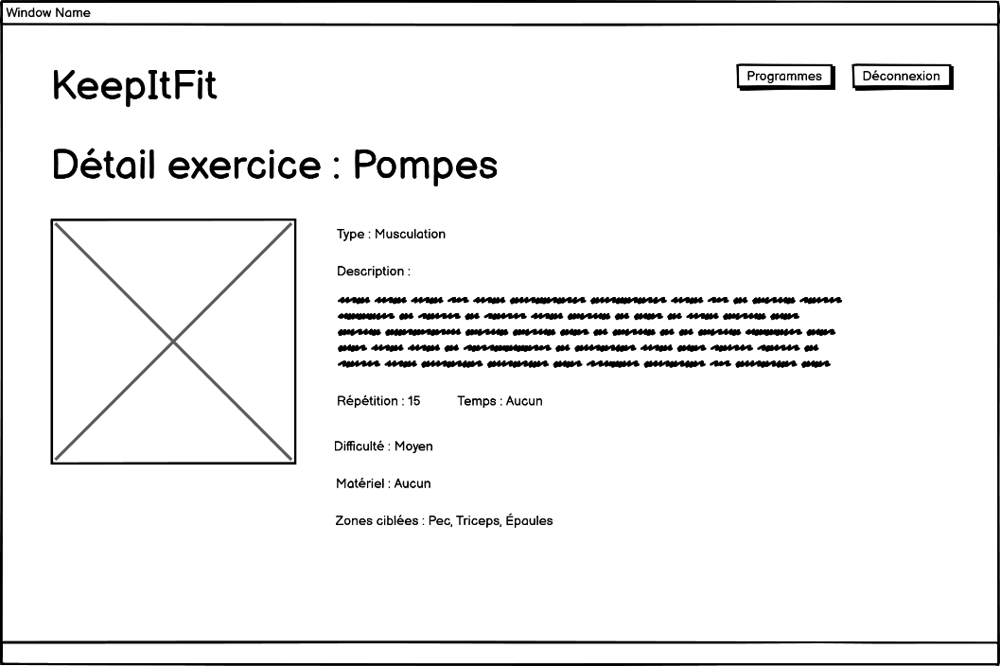 Window Name
KeepItFit
Programmes
Déconnexion
Détail exercice : Pompes
Type : Musculation
Description :
Répétition : 15 Temps : Aucun
Difficulté : Moyen
Matériel : Aucun
Zones ciblées : Pec, Triceps, Épaules